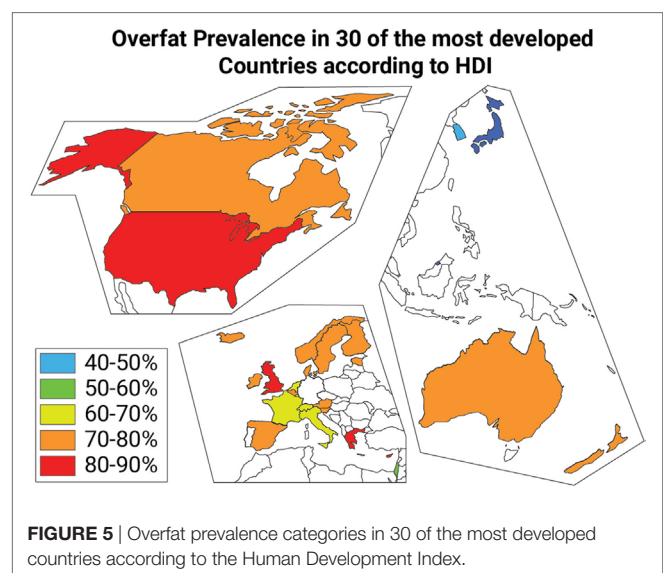 Overfat Prevalence in 30 of the most developed
Countries according to HDI
40-50%
50-60%
60-70%
70-80%
80-90%
FIGURE 5 | Overfat prevalence categories in 30 of the most developed
countries according to the Human Development Index.